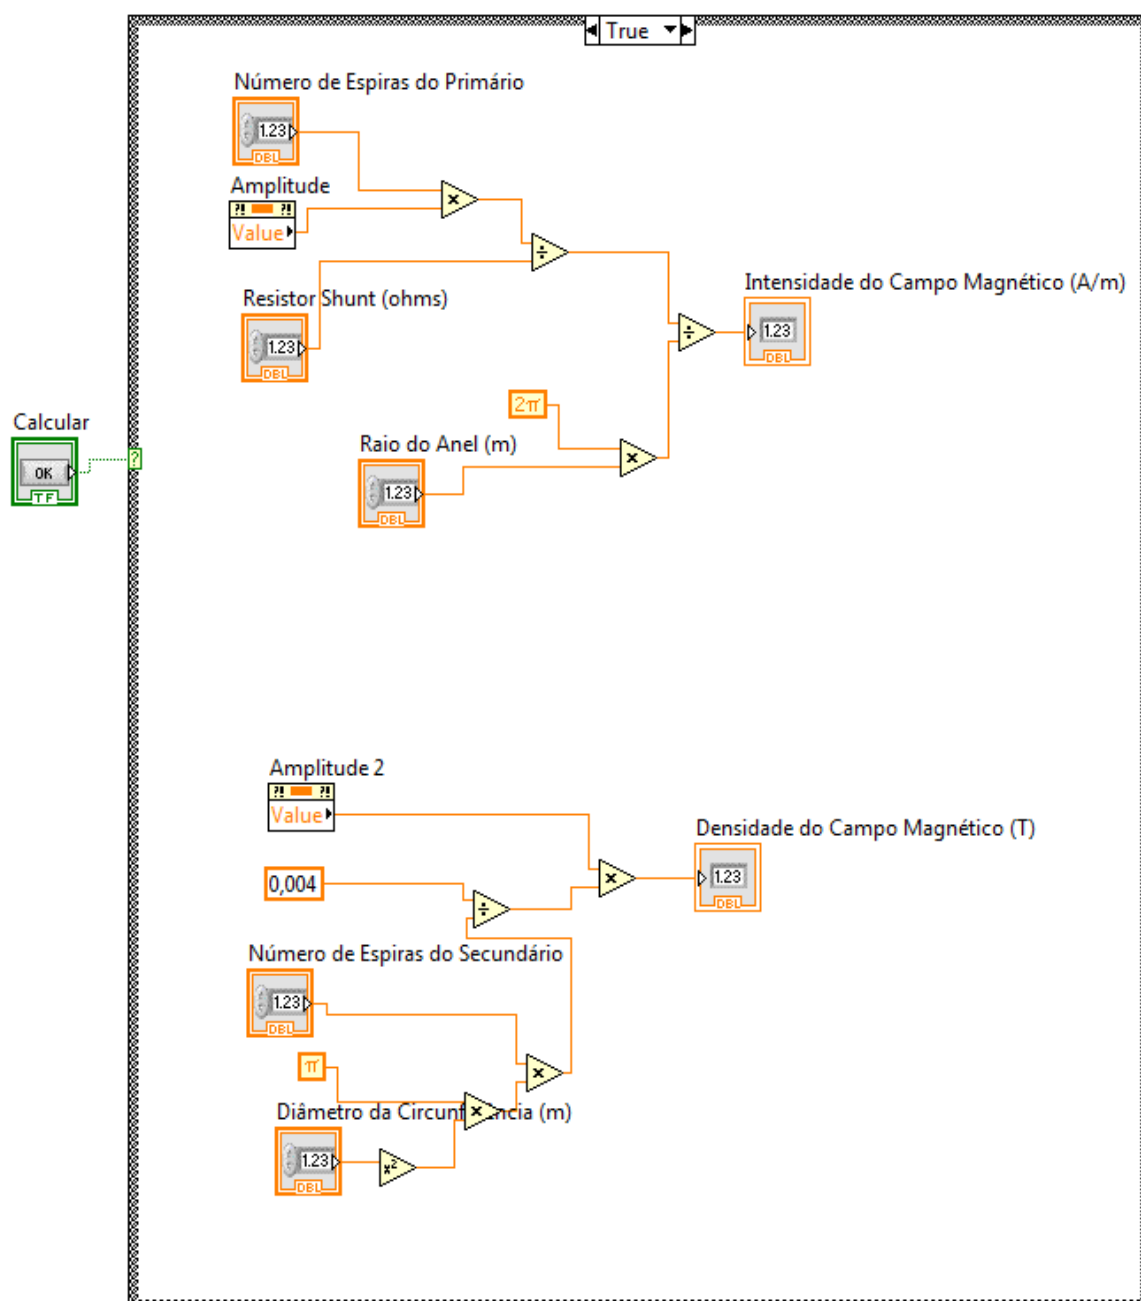 True
Número de Espiras do Primário
1.23
DBL
Amplitude
?! ?!
Value
×
÷
Resistor Shunt (ohms)
1.23
DBL
Intensidade do Campo Magnético (A/m)
1.23
DBL
÷
2π
Calcular
OK
TF
?
Raio do Anel (m)
1.23
DBL
×
Amplitude 2
?! ?!
Value
Densidade do Campo Magnético (T)
1.23
DBL
×
0,004
÷
Número de Espiras do Secundário
1.23
DBL
π
×
Diâmetro da Circunf ncia (m)
×
1.23
DBL
x²